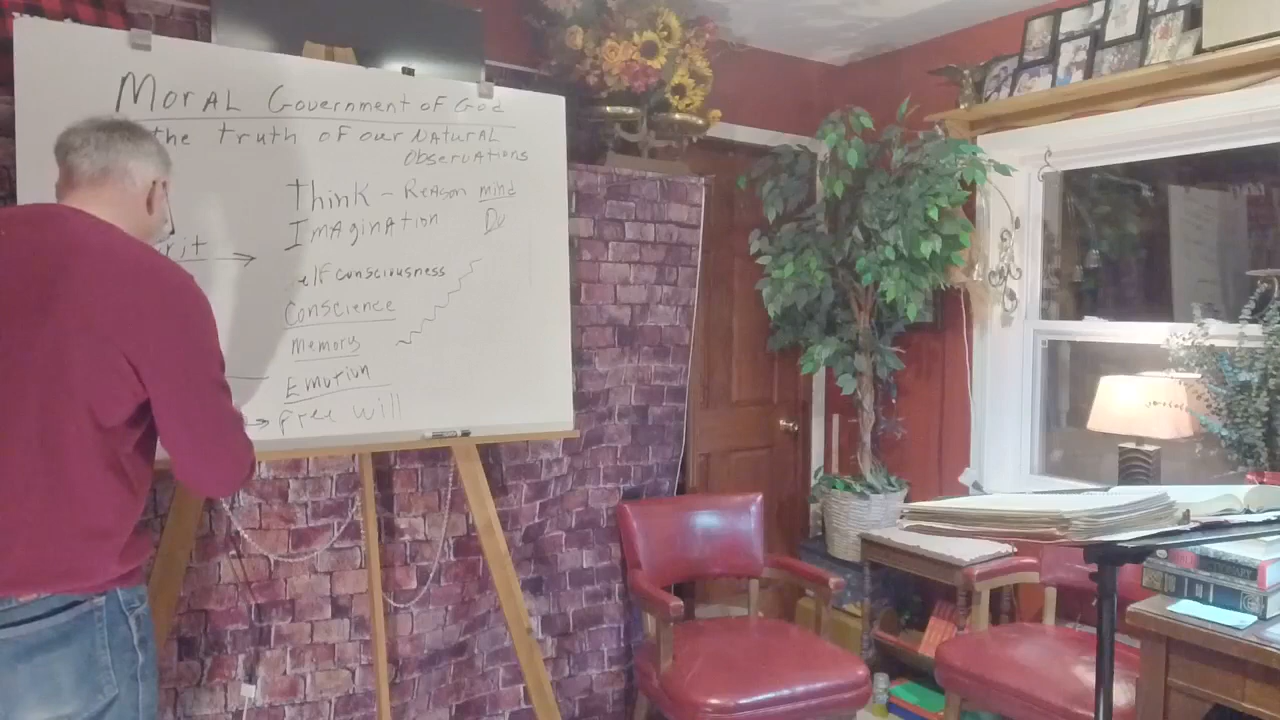 Moral Government of God
the truth of our Natural
Observations
Think - Reason mind
Imagination
rit
elf consciousness
Conscience
Memory
Emotion
free will